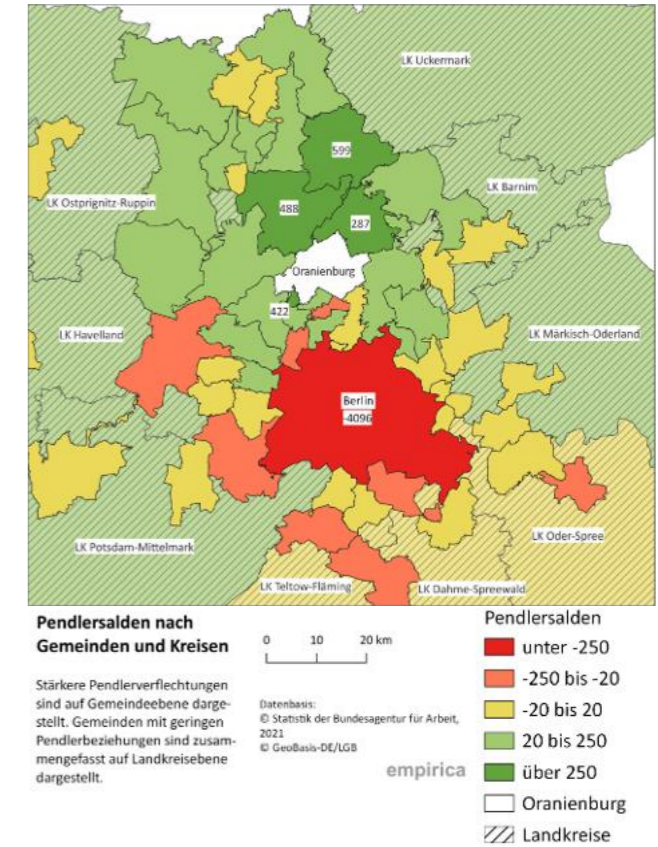 LK Uckermark
599
LK Barnim
LK Ostprignitz-Ruppin
488
287
Oranienburg
422
LK Havelland
LK Märkisch-Oderland
Berlin
-4096
LK Oder-Spree
LK Potsdam-Mittelmark
LK Teltow-Fläming
LK Dahme-Spreewald
Pendlersalden nach
Gemeinden und Kreisen
0 10 20 km
Stärkere Pendlerverflechtungen
sind auf Gemeindeebene darge-
stellt. Gemeinden mit geringen
Pendlerbeziehungen sind zusam-
mengefasst auf Landkreisebene
dargestellt.
Datenbasis:
© Statistik der Bundesagentur für Arbeit,
2021
© GeoBasis-DE/LGB
empirica
Pendlersalden
unter -250
-250 bis -20
-20 bis 20
20 bis 250
über 250
Oranienburg
Landkreise